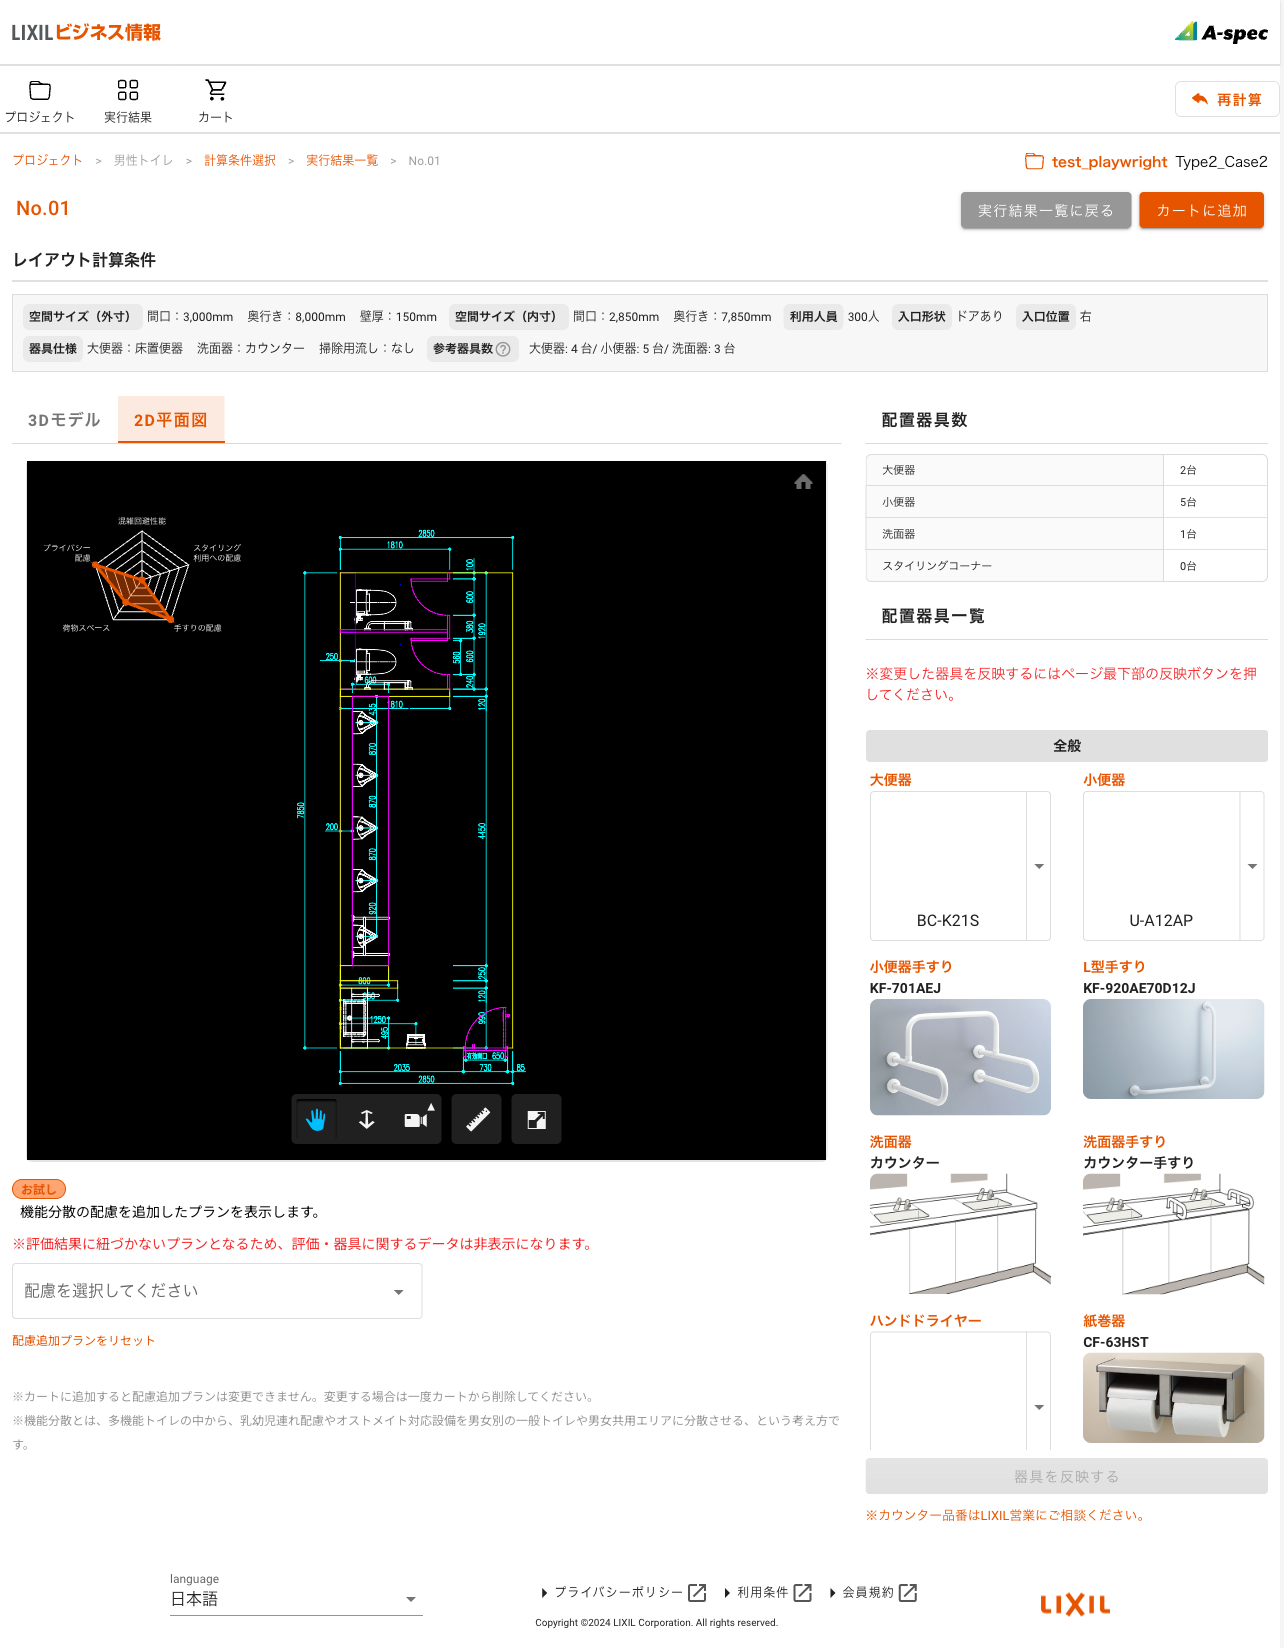 LIXILビジネス情報
A-spec
プロジェクト
実行結果
カート
再計算
プロジェクト > 男性トイレ > 計算条件選択 > 実行結果一覧 > No.01
test_playwright Type2_Case2
No.01
実行結果一覧に戻る
カートに追加
レイアウト計算条件
空間サイズ（外寸） 間口：3,000mm 奥行き：8,000mm 壁厚：150mm 空間サイズ（内寸） 間口：2,850mm 奥行き：7,850mm 利用人員 300人 入口形状 ドアあり 入口位置 右
器具仕様 大便器：床置便器 洗面器：カウンター 掃除用流し：なし 参考器具数 大便器: 4 台/ 小便器: 5 台/ 洗面器: 3 台
3Dモデル
2D平面図
混雑回避性能
プライバシー
配慮
スタイリング
利用への配慮
荷物スペース
手すりの配慮
2850
1810
100
600
380
1920
250
560
600
240
600
1810
120
435
870
870
7850
200
4450
870
920
250
800
120
1250
495
990
有効開口 650
2035
730
85
2850
お試し
機能分散の配慮を追加したプランを表示します。
※評価結果に紐づかないプランとなるため、評価・器具に関するデータは非表示になります。
配慮を選択してください
配慮追加プランをリセット
※カートに追加すると配慮追加プランは変更できません。変更する場合は一度カートから削除してください。
※機能分散とは、多機能トイレの中から、乳幼児連れ配慮やオストメイト対応設備を男女別の一般トイレや男女共用エリアに分散させる、という考え方で
す。
配置器具数
大便器 2台
小便器 5台
洗面器 1台
スタイリングコーナー 0台
配置器具一覧
※変更した器具を反映するにはページ最下部の反映ボタンを押
してください。
全般
大便器
BC-K21S
小便器
U-A12AP
小便器手すり
KF-701AEJ
L型手すり
KF-920AE70D12J
洗面器
カウンター
洗面器手すり
カウンター手すり
ハンドドライヤー
紙巻器
CF-63HST
器具を反映する
※カウンター品番はLIXIL営業にご相談ください。
language
日本語
プライバシーポリシー
利用条件
会員規約
Copyright ©2024 LIXIL Corporation. All rights reserved.
LIXIL